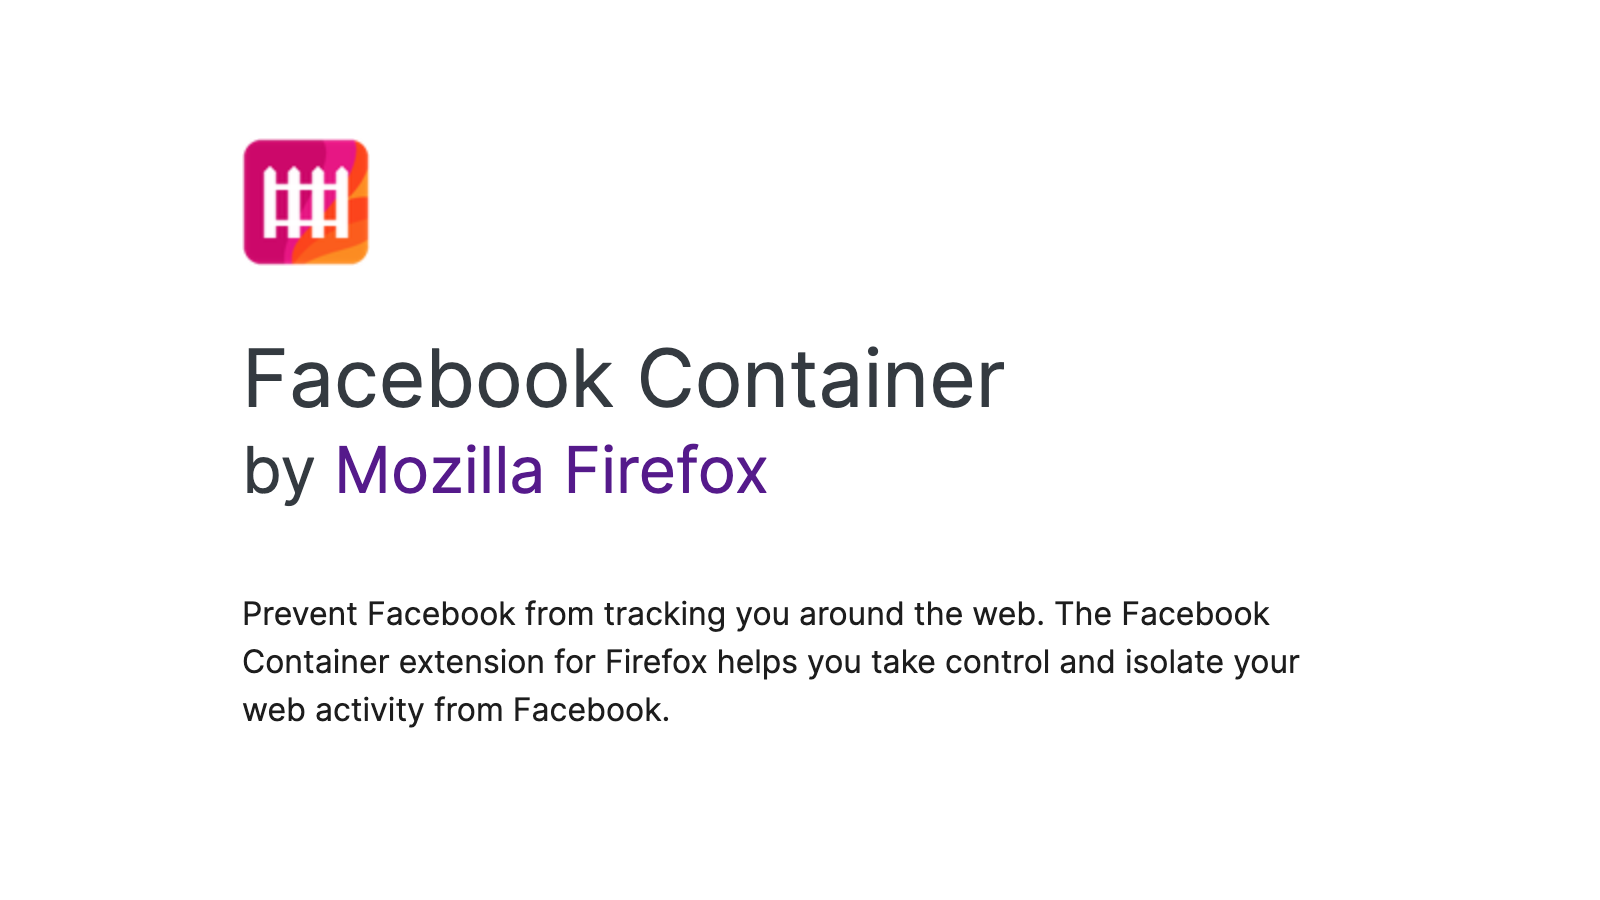 Facebook Container
by Mozilla Firefox
Prevent Facebook from tracking you around the web. The Facebook
Container extension for Firefox helps you take control and isolate your
web activity from Facebook.